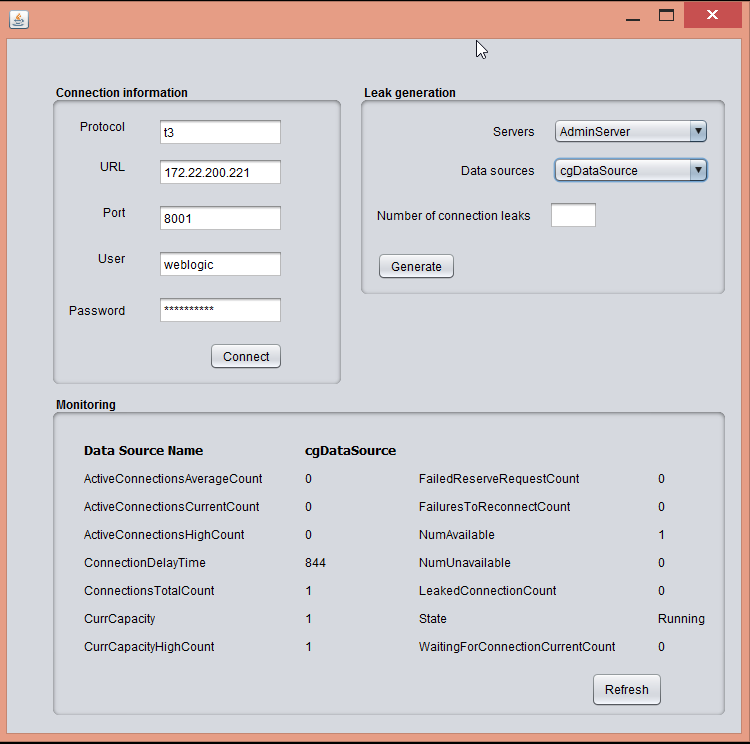 Connection information
Protocol t3
URL 172.22.200.221
Port 8001
User weblogic
Password **********
Connect
Leak generation
Servers AdminServer
Data sources cgDataSource
Number of connection leaks
Generate
Monitoring
Data Source Name cgDataSource
ActiveConnectionsAverageCount 0 FailedReserveRequestCount 0
ActiveConnectionsCurrentCount 0 FailuresToReconnectCount 0
ActiveConnectionsHighCount 0 NumAvailable 1
ConnectionDelayTime 844 NumUnavailable 0
ConnectionsTotalCount 1 LeakedConnectionCount 0
CurrCapacity 1 State Running
CurrCapacityHighCount 1 WaitingForConnectionCurrentCount 0
Refresh